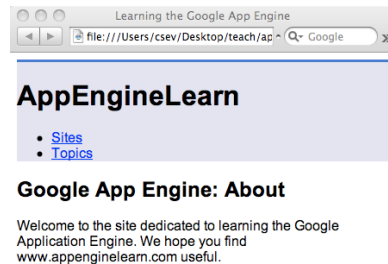 Learning the Google App Engine
file:///Users/csev/Desktop/teach/ap
Google
AppEngineLearn
• Sites
• Topics
Google App Engine: About
Welcome to the site dedicated to learning the Google
Application Engine. We hope you find
www.appenginelearn.com useful.